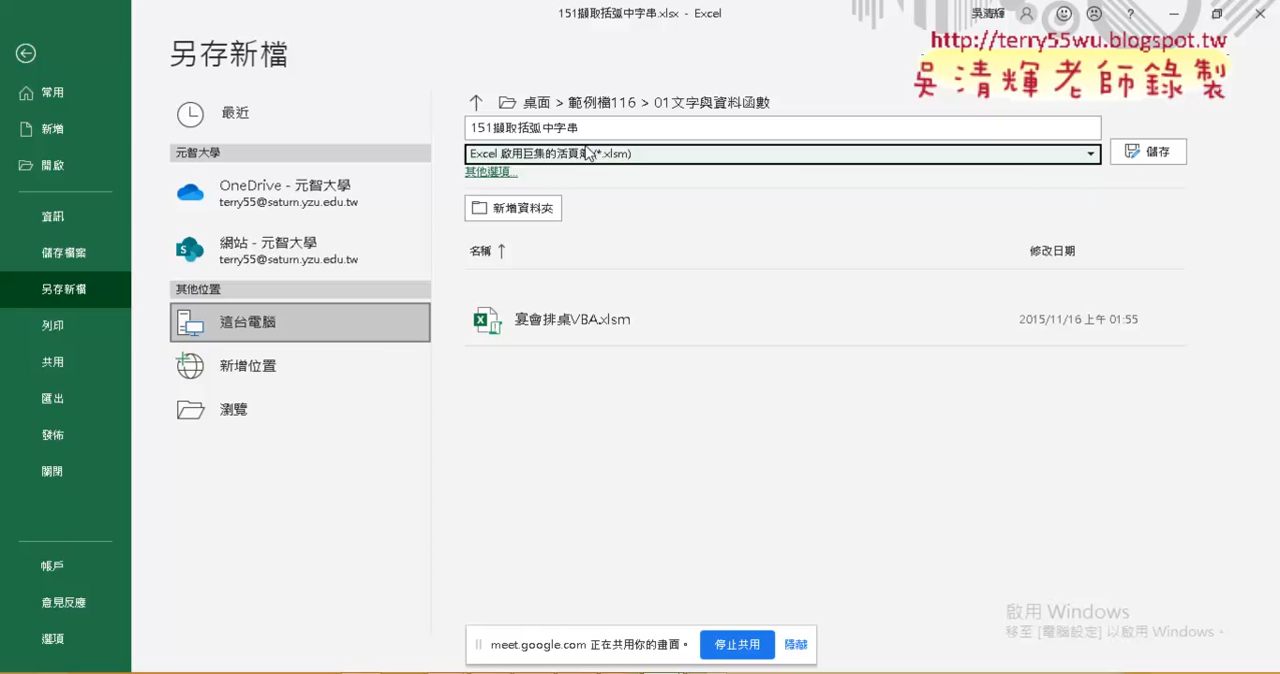 151擷取括弧中字串.xlsx - Excel
吳清輝
?
http://terry55wu.blogspot.tw
吳清輝老師錄製
另存新檔
常用
新增
開啟
資訊
儲存檔案
另存新檔
列印
共用
匯出
發佈
關閉
帳戶
意見反應
選項
最近
元智大學
OneDrive - 元智大學
terry55@saturn.yzu.edu.tw
網站 - 元智大學
terry55@saturn.yzu.edu.tw
其他位置
這台電腦
新增位置
瀏覽
桌面 > 範例檔116 > 01文字與資料函數
151擷取括弧中字串
Excel 啟用巨集的活頁簿 (*.xlsm)
儲存
其他選項...
新增資料夾
名稱 ↑
修改日期
宴會排桌VBA.xlsm
2015/11/16 上午 01:55
啟用 Windows
移至 [電腦設定] 以啟用 Windows。
meet.google.com 正在共用你的畫面。
停止共用
隱藏